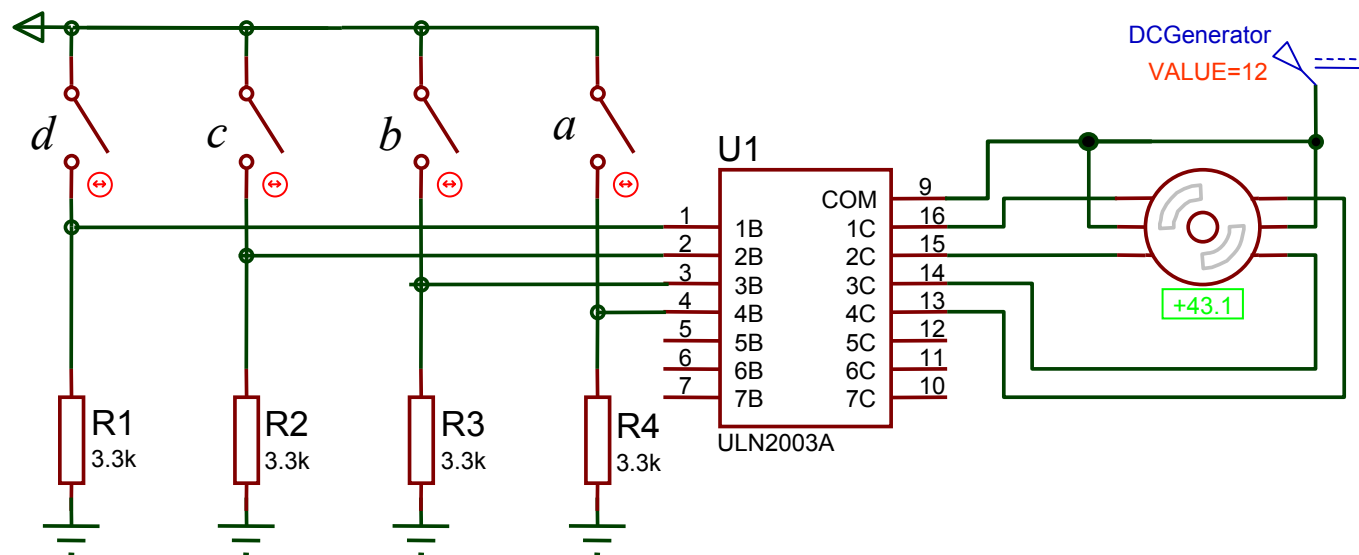 DCGenerator
VALUE=12
d
c
b
a
U1
COM
9
1
1B
1C
16
2
2B
2C
15
3
3B
3C
14
4
4B
4C
13
5
5B
5C
12
6
6B
6C
11
7
7B
7C
10
ULN2003A
+43.1
R1
3.3k
R2
3.3k
R3
3.3k
R4
3.3k